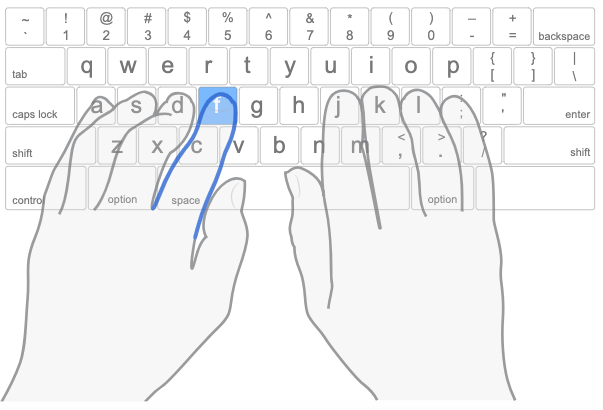 ~ ! @ # $ % ^ & * ( ) – +
` 1 2 3 4 5 6 7 8 9 0 - = backspace
tab q w e r t y u i o p { [ } ] | \
caps lock a s d f g h j k l : ; " ' enter
shift z x c v b n m < , > . ? / shift
contro option space option